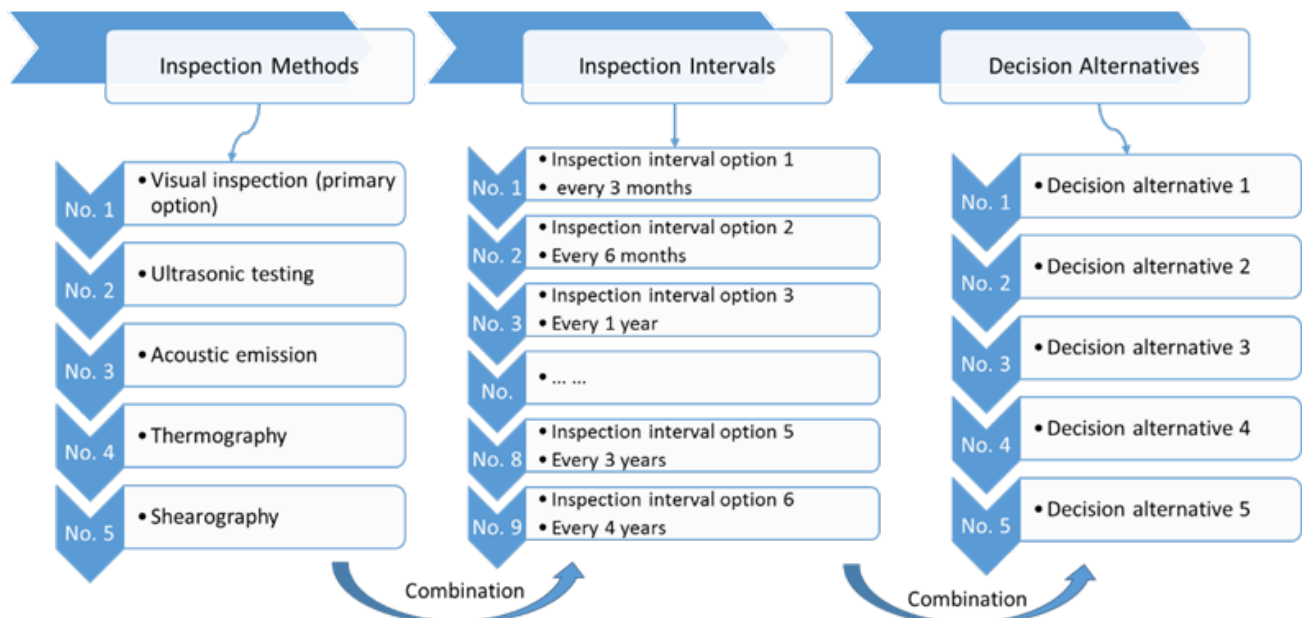 Inspection Methods
No. 1
• Visual inspection (primary
option)
No. 2
• Ultrasonic testing
No. 3
• Acoustic emission
No. 4
• Thermography
No. 5
• Shearography
Combination
Inspection Intervals
No. 1
• Inspection interval option 1
• every 3 months
No. 2
• Inspection interval option 2
• Every 6 months
No. 3
• Inspection interval option 3
• Every 1 year
No.
• ... ...
No. 8
• Inspection interval option 5
• Every 3 years
No. 9
• Inspection interval option 6
• Every 4 years
Combination
Decision Alternatives
No. 1
• Decision alternative 1
No. 2
• Decision alternative 2
No. 3
• Decision alternative 3
No. 4
• Decision alternative 4
No. 5
• Decision alternative 5